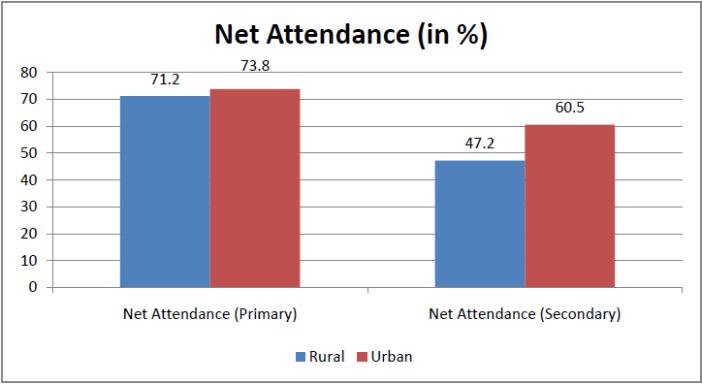 Net Attendance (in %)
80
70
60
50
40
30
20
10
0
71.2
73.8
47.2
60.5
Net Attendance (Primary)
Net Attendance (Secondary)
Rural
Urban